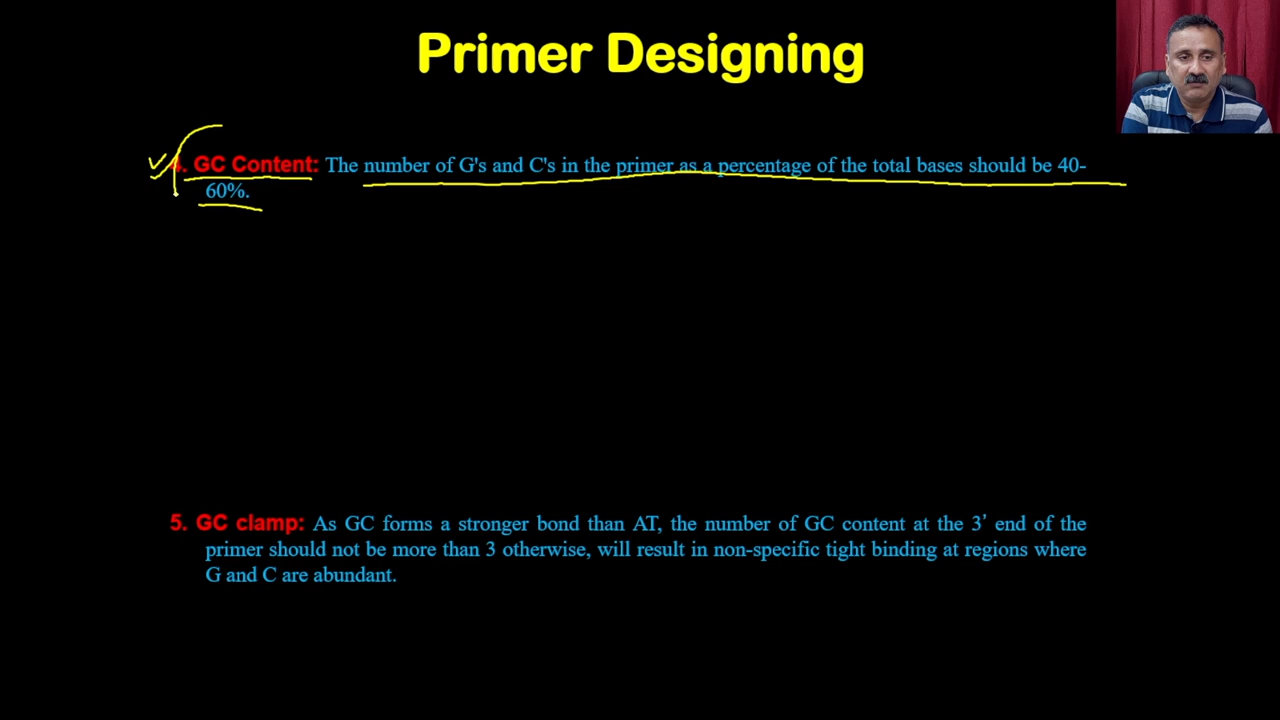 Primer Designing
4. GC Content: The number of G's and C's in the primer as a percentage of the total bases should be 40-
60%.
5. GC clamp: As GC forms a stronger bond than AT, the number of GC content at the 3’ end of the
primer should not be more than 3 otherwise, will result in non-specific tight binding at regions where
G and C are abundant.